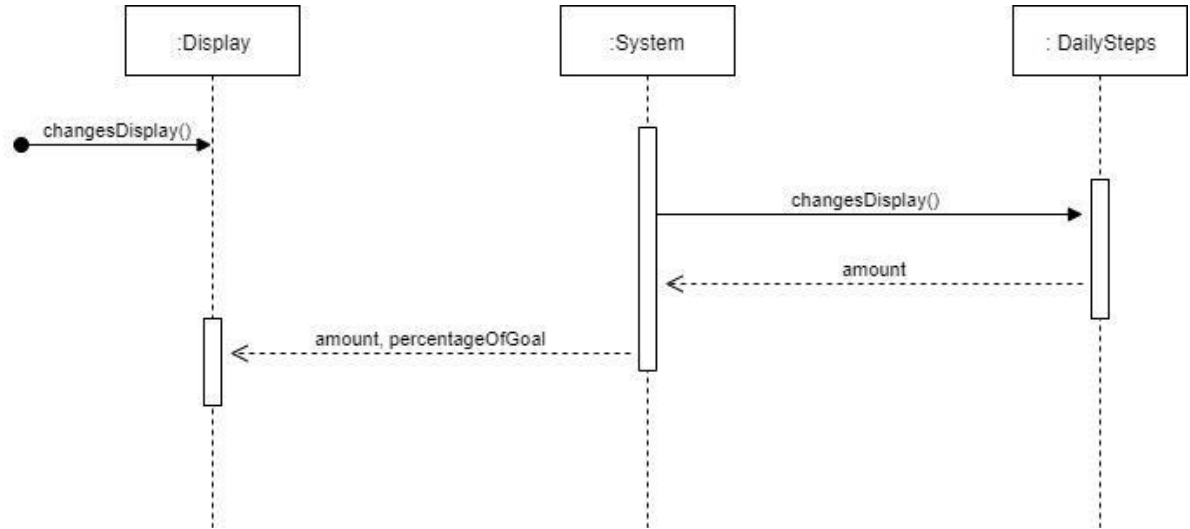 :Display
:System
: DailySteps
changesDisplay()
changesDisplay()
amount
amount, percentageOfGoal